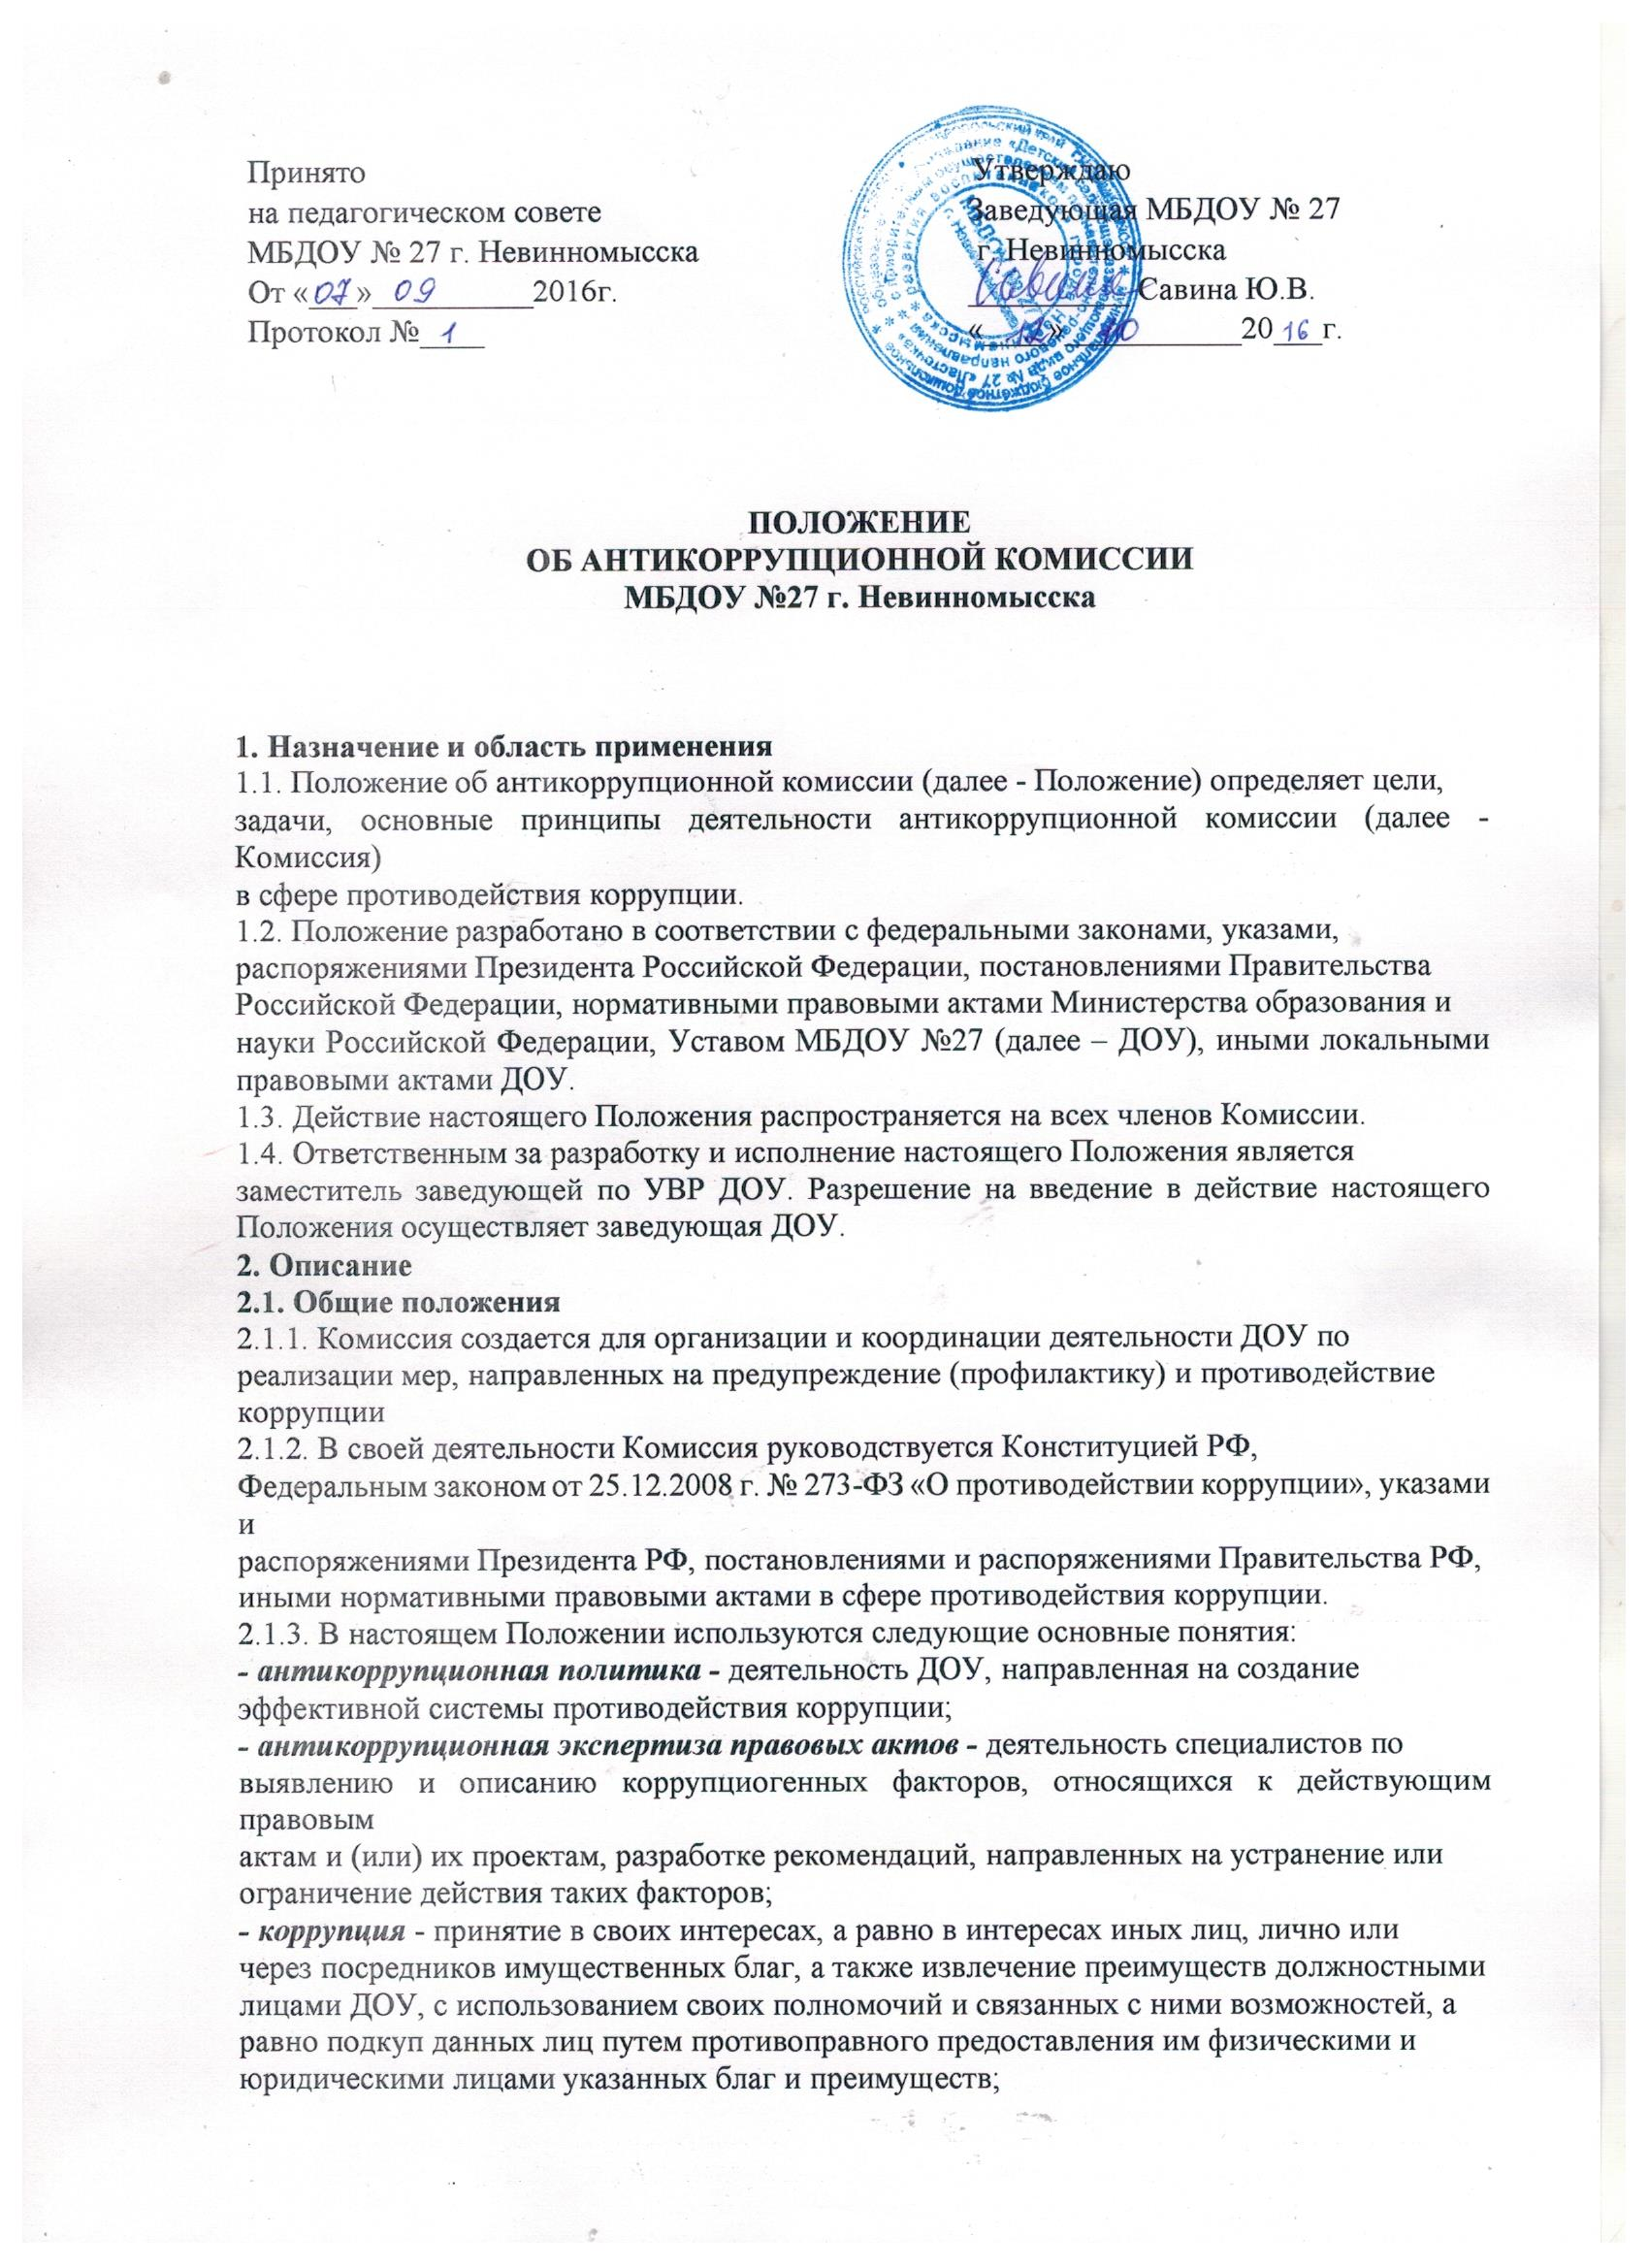 Принято
на педагогическом совете
МБДОУ № 27 г. Невинномысска
От «07» 09 2016г.
Протокол № 1
Утверждаю
Заведующая МБДОУ № 27
г. Невинномысска
Савина Ю.В.
«12» 10 2016 г.
ПОЛОЖЕНИЕ
ОБ АНТИКОРРУПЦИОННОЙ КОМИССИИ
МБДОУ №27 г. Невинномысска
1. Назначение и область применения
1.1. Положение об антикоррупционной комиссии (далее - Положение) определяет цели,
задачи, основные принципы деятельности антикоррупционной комиссии (далее -
Комиссия)
в сфере противодействия коррупции.
1.2. Положение разработано в соответствии с федеральными законами, указами,
распоряжениями Президента Российской Федерации, постановлениями Правительства
Российской Федерации, нормативными правовыми актами Министерства образования и
науки Российской Федерации, Уставом МБДОУ №27 (далее – ДОУ), иными локальными
правовыми актами ДОУ.
1.3. Действие настоящего Положения распространяется на всех членов Комиссии.
1.4. Ответственным за разработку и исполнение настоящего Положения является
заместитель заведующей по УВР ДОУ. Разрешение на введение в действие настоящего
Положения осуществляет заведующая ДОУ.
2. Описание
2.1. Общие положения
2.1.1. Комиссия создается для организации и координации деятельности ДОУ по
реализации мер, направленных на предупреждение (профилактику) и противодействие
коррупции
2.1.2. В своей деятельности Комиссия руководствуется Конституцией РФ,
Федеральным законом от 25.12.2008 г. № 273-ФЗ «О противодействии коррупции», указами
и
распоряжениями Президента РФ, постановлениями и распоряжениями Правительства РФ,
иными нормативными правовыми актами в сфере противодействия коррупции.
2.1.3. В настоящем Положении используются следующие основные понятия:
- антикоррупционная политика - деятельность ДОУ, направленная на создание
эффективной системы противодействия коррупции;
- антикоррупционная экспертиза правовых актов - деятельность специалистов по
выявлению и описанию коррупциогенных факторов, относящихся к действующим
правовым
актам и (или) их проектам, разработке рекомендаций, направленных на устранение или
ограничение действия таких факторов;
- коррупция - принятие в своих интересах, а равно в интересах иных лиц, лично или
через посредников имущественных благ, а также извлечение преимуществ должностными
лицами ДОУ, с использованием своих полномочий и связанных с ними возможностей, а
равно подкуп данных лиц путем противоправного предоставления им физическими и
юридическими лицами указанных благ и преимуществ;